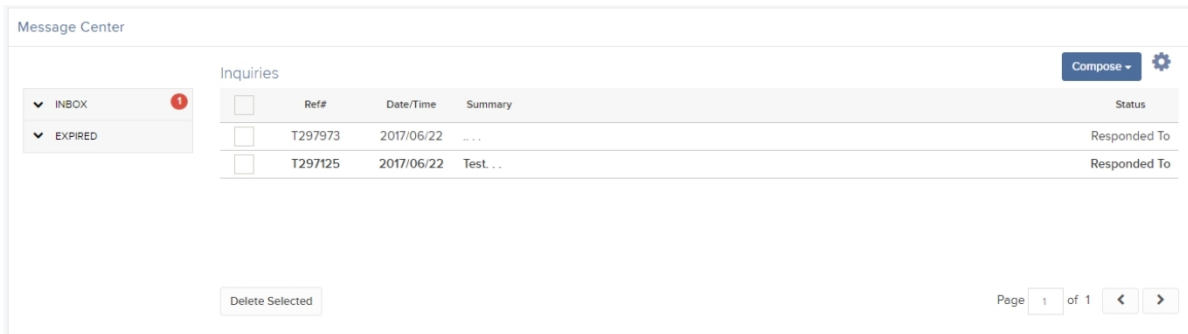 Message Center
Inquiries
Compose
INBOX 1
EXPIRED
Ref# Date/Time Summary Status
T297973 2017/06/22 .. . . Responded To
T297125 2017/06/22 Test. . . Responded To
Delete Selected
Page 1 of 1